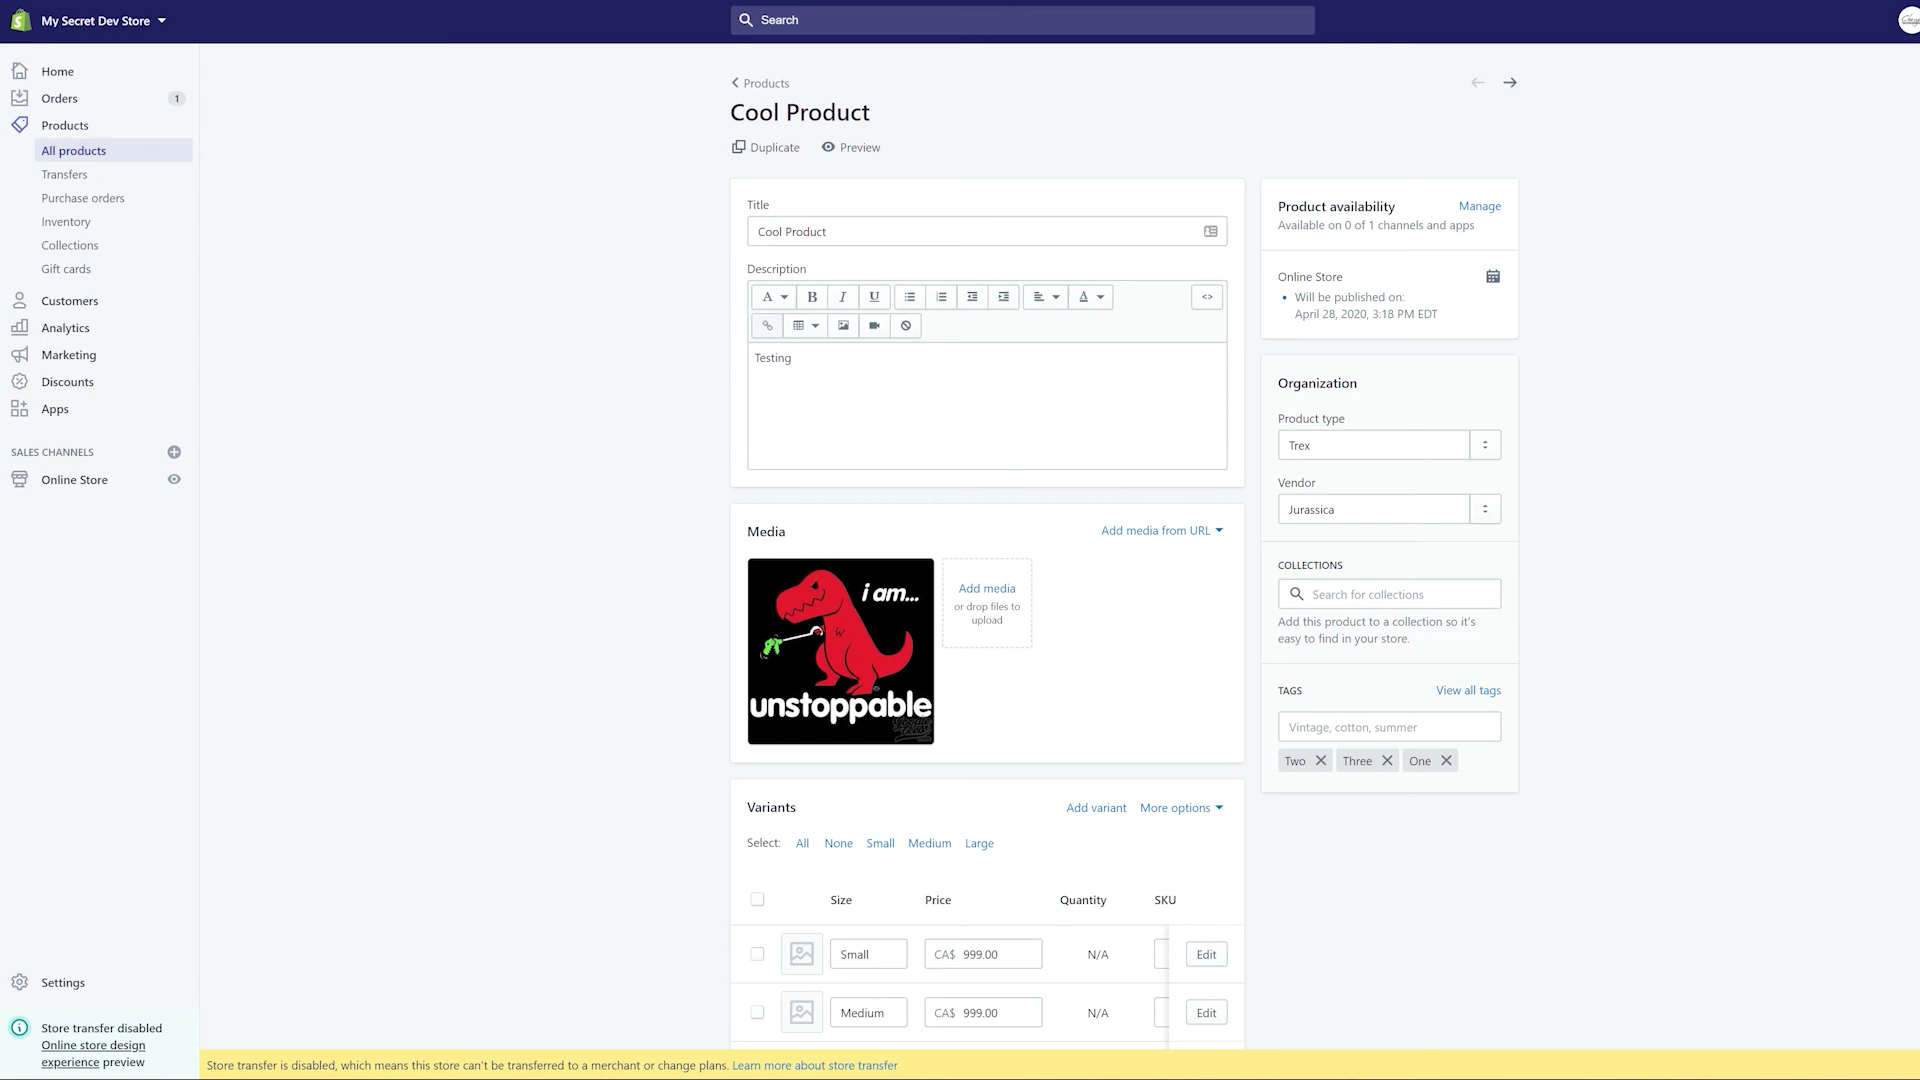 My Secret Dev Store
Search
Home
Orders
1
Products
All products
Transfers
Purchase orders
Inventory
Collections
Gift cards
Customers
Analytics
Marketing
Discounts
Apps
SALES CHANNELS
Online Store
Settings
Store transfer disabled
Online store design
experience preview
Products
Cool Product
Duplicate
Preview
Title
Cool Product
Description
A
B
I
U
A
<>
Testing
Media
Add media from URL
i am...
unstoppable
Add media
or drop files to
upload
Variants
Add variant
More options
Select:
All
None
Small
Medium
Large
Size
Price
Quantity
SKU
Small
CA$ 999.00
N/A
Edit
Medium
CA$ 999.00
N/A
Edit
Product availability
Manage
Available on 0 of 1 channels and apps
Online Store
Will be published on:
April 28, 2020, 3:18 PM EDT
Organization
Product type
Trex
Vendor
Jurassica
COLLECTIONS
Search for collections
Add this product to a collection so it's
easy to find in your store.
TAGS
View all tags
Vintage, cotton, summer
Two
Three
One
Store transfer is disabled, which means this store can't be transferred to a merchant or change plans. Learn more about store transfer